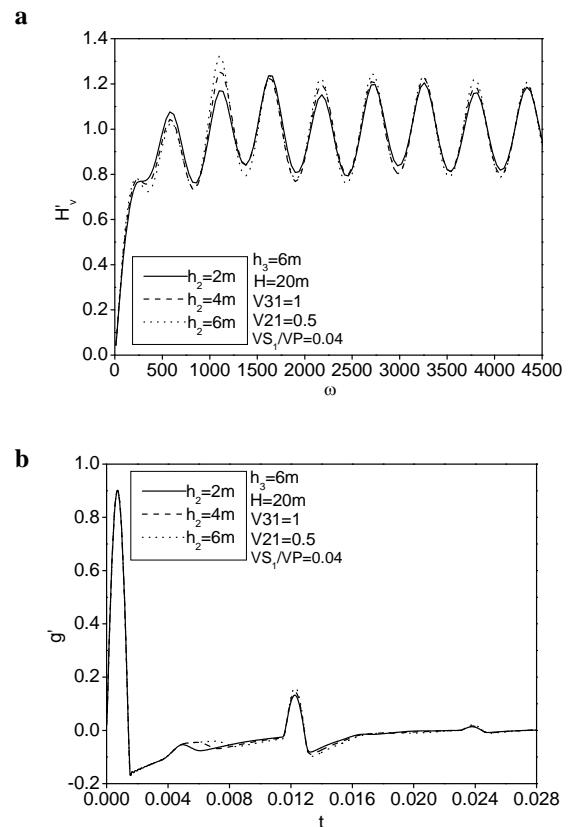 a
1.4
1.2
1.0
0.8
0.6
0.4
0.2
0.0
H'v
h2=2m
h2=4m
h2=6m
h3=6m
H=20m
V31=1
V21=0.5
VS1/VP=0.04
0 500 1000 1500 2000 2500 3000 3500 4000 4500
ω
b
1.0
0.8
0.6
0.4
0.2
0.0
-0.2
g'
h2=2m
h2=4m
h2=6m
h3=6m
H=20m
V31=1
V21=0.5
VS1/VP=0.04
0.000 0.004 0.008 0.012 0.016 0.020 0.024 0.028
t